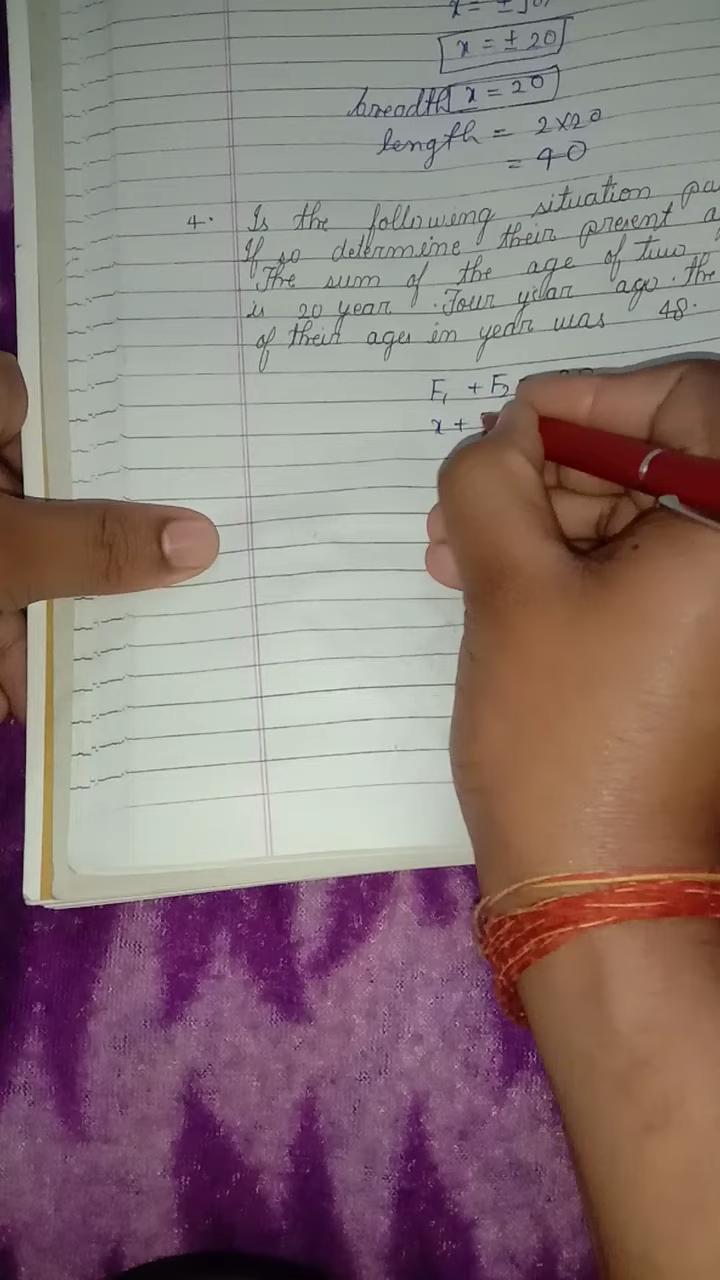 x = ±
x = ± 20
breadth x = 20
length = 2×20
= 40
4. Is the following situation
If so determine their present
The sum of the age of two
is 20 year . Four year ago. the
of their ages in year was 48.
F₁ + F₂
x +